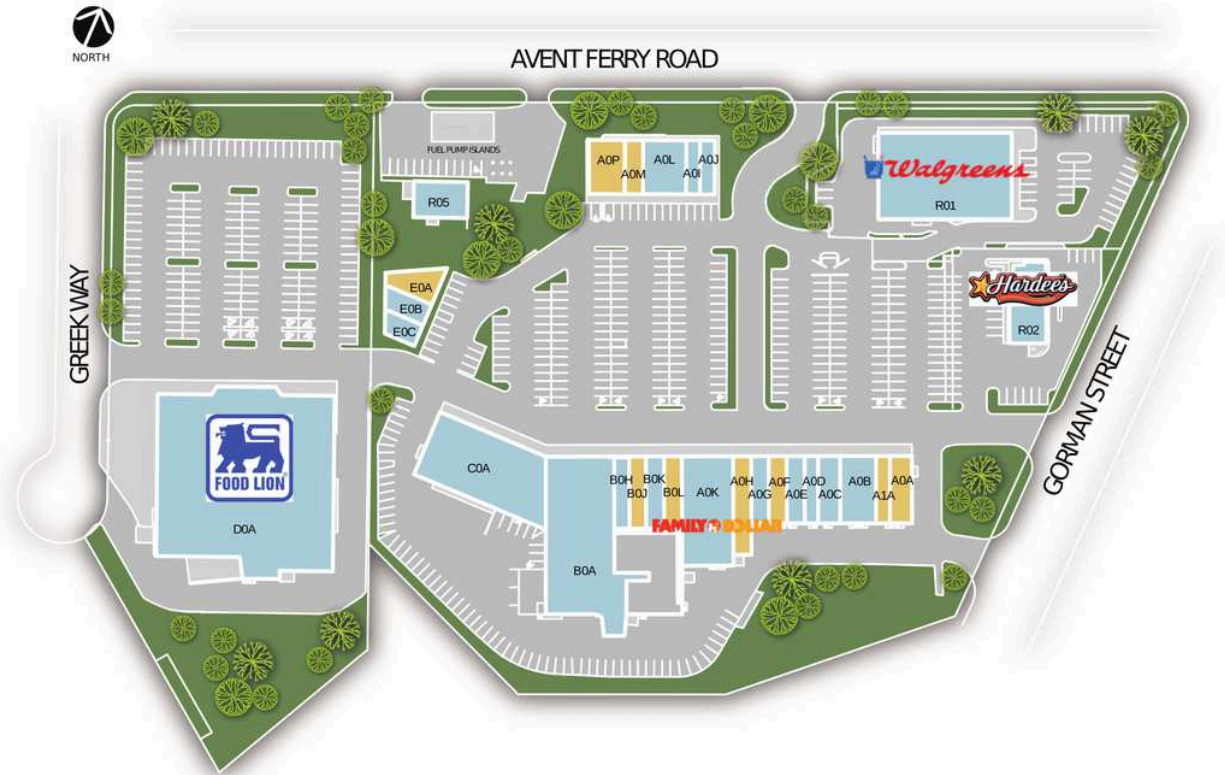 NORTH
AVENT FERRY ROAD
FUEL PUMP ISLANDS
A0P
A0M
A0L
A0I
A0J
Walgreens
R01
R05
GREEK WAY
E0A
E0B
E0C
Hardee's
R02
GORMAN STREET
FOOD LION
D0A
C0A
B0H
B0J
B0K
B0L
A0K
A0H
A0G
A0F
A0E
A0D
A0C
A0B
A1A
A0A
FAMILY DOLLAR
B0A